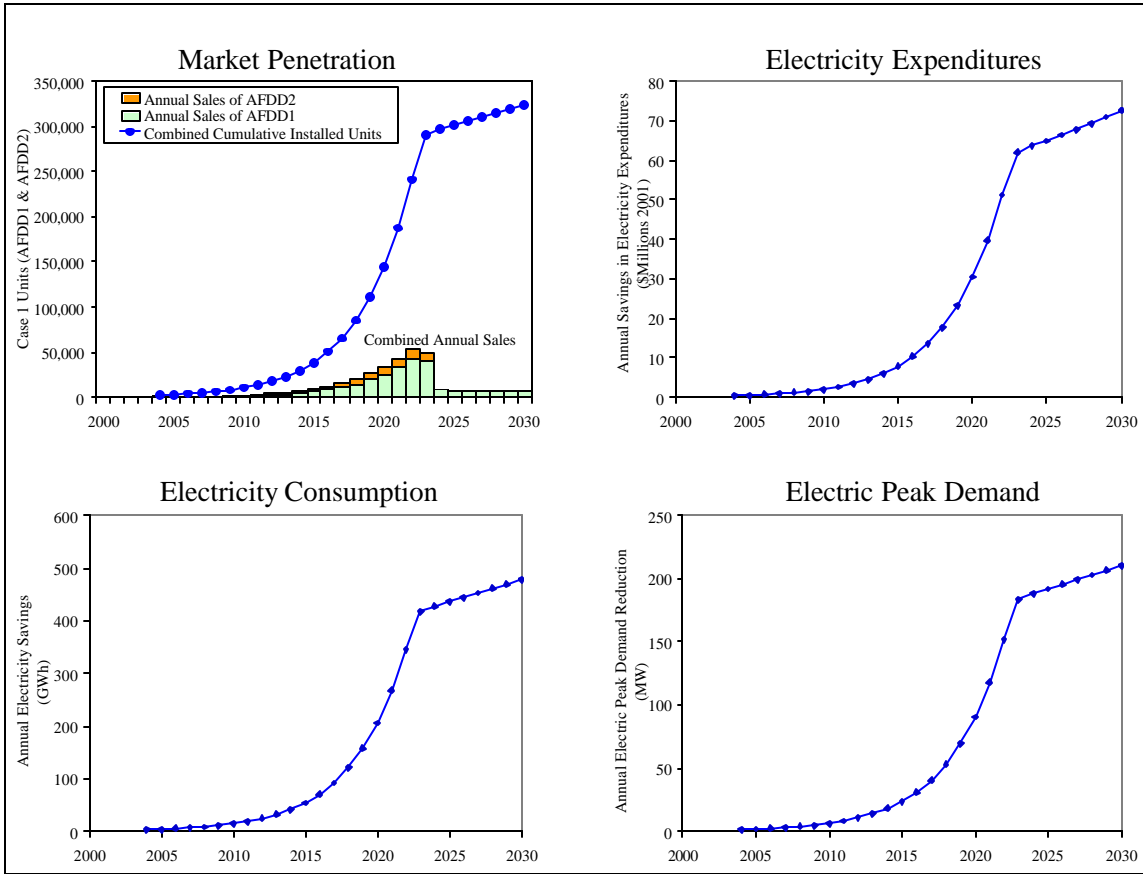 Market Penetration
350,000
300,000
250,000
200,000
150,000
100,000
50,000
0
Case 1 Units (AFDD1 & AFDD2)
Annual Sales of AFDD2
Annual Sales of AFDD1
Combined Cumulative Installed Units
Combined Annual Sales
2000 2005 2010 2015 2020 2025 2030
Electricity Expenditures
80
70
60
50
40
30
20
10
0
Annual Savings in Electricity Expenditures
($Millions 2001)
2000 2005 2010 2015 2020 2025 2030
Electricity Consumption
600
500
400
300
200
100
0
Annual Electricity Savings
(GWh)
2000 2005 2010 2015 2020 2025 2030
Electric Peak Demand
250
200
150
100
50
0
Annual Electric Peak Demand Reduction
(MW)
2000 2005 2010 2015 2020 2025 2030